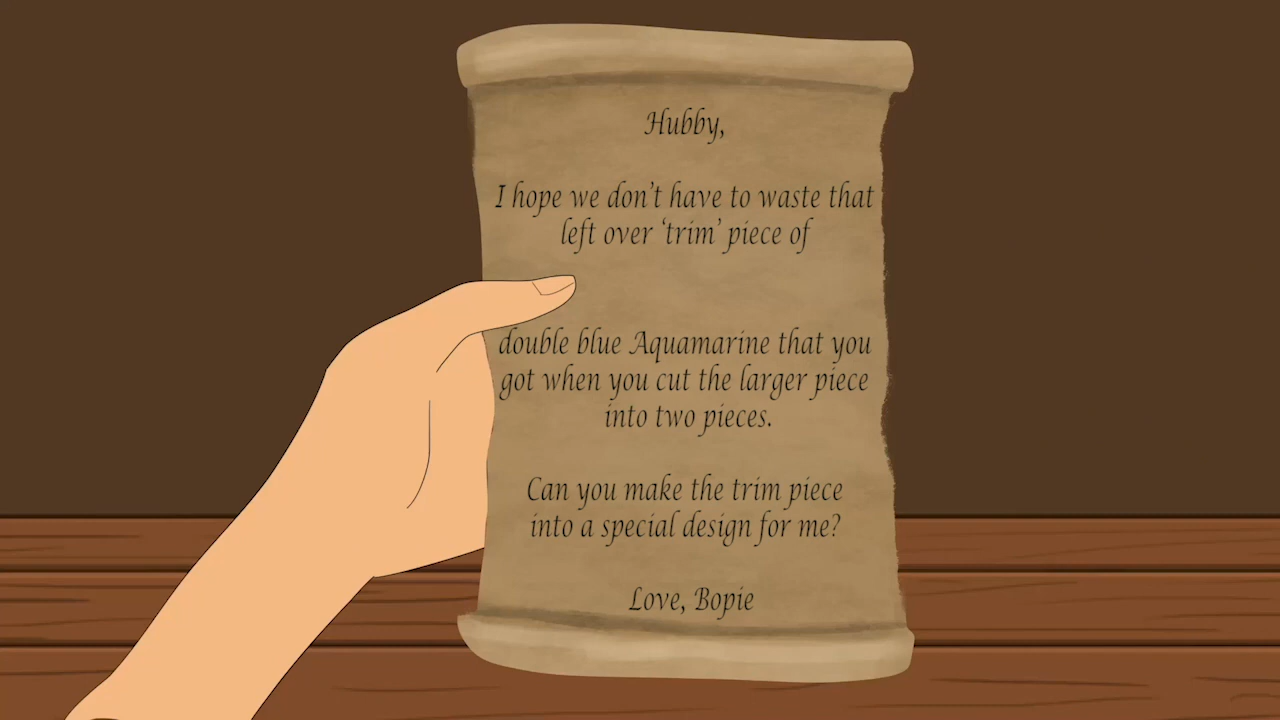 Hubby,
I hope we don't have to waste that
left over ‘trim’ piece of
double blue Aquamarine that you
got when you cut the larger piece
into two pieces.
Can you make the trim piece
into a special design for me?
Love, Bopie